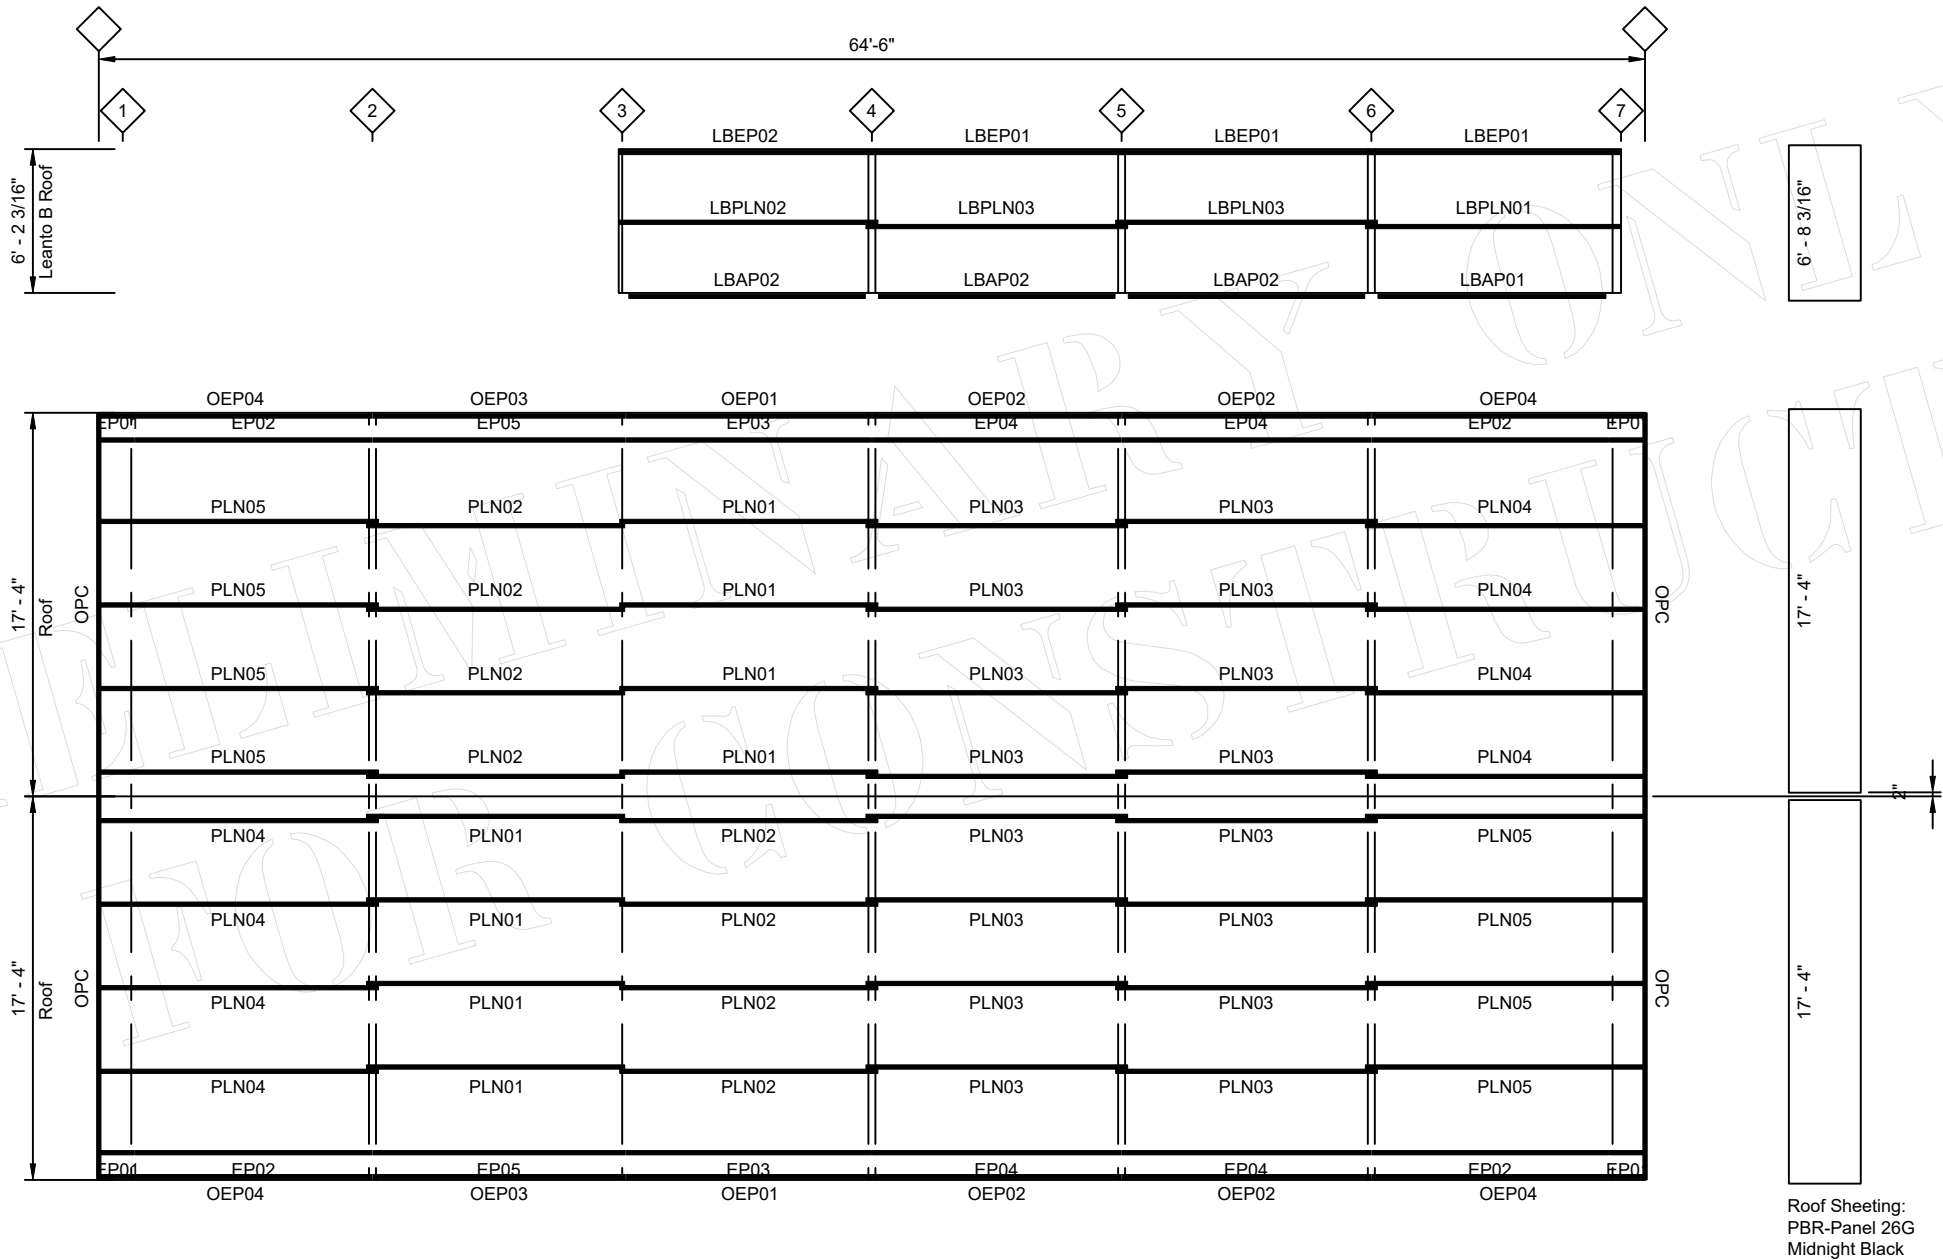 64'-6"
1 2 3 4 5 6 7
LBEP02 LBEP01 LBEP01 LBEP01
6' - 2 3/16"
Leanto B Roof
LBPLN02 LBPLN03 LBPLN03 LBPLN01
6' - 8 3/16"
LBAP02 LBAP02 LBAP02 LBAP01
OEP04 OEP03 OEP01 OEP02 OEP02 OEP04
EP01 EP02 EP05 EP03 EP04 EP04 EP02 EP01
PLN05 PLN02 PLN01 PLN03 PLN03 PLN04
17' - 4"
Roof
OPC
PLN05 PLN02 PLN01 PLN03 PLN03 PLN04
OPC
17' - 4"
PLN05 PLN02 PLN01 PLN03 PLN03 PLN04
PLN05 PLN02 PLN01 PLN03 PLN03 PLN04
2"
PLN04 PLN01 PLN02 PLN03 PLN03 PLN05
PLN04 PLN01 PLN02 PLN03 PLN03 PLN05
17' - 4"
Roof
OPC
OPC
17' - 4"
PLN04 PLN01 PLN02 PLN03 PLN03 PLN05
PLN04 PLN01 PLN02 PLN03 PLN03 PLN05
EP01 EP02 EP05 EP03 EP04 EP04 EP02 EP01
OEP04 OEP03 OEP01 OEP02 OEP02 OEP04
Roof Sheeting:
PBR-Panel 26G
Midnight Black
FOR